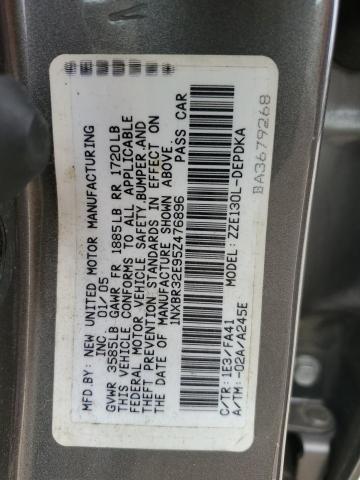 MFD.BY: NEW UNITED MOTOR MANUFACTURING
INC. 01/05
GVWR 3585LB GAWR FR 1885LB RR 1720LB
THIS VEHICLE CONFORMS TO ALL APPLICABLE
FEDERAL MOTOR VEHICLE SAFETY,BUMPER,AND
THEFT PREVENTION STANDARDS IN EFFECT ON
THE DATE OF MANUFACTURE SHOWN ABOVE.
1NXBR32E95Z476896 PASS CAR
C/TR:1E3/FA41 MODEL:ZZE130L-DEPDKA
A/TM:-02A/A245E
BA3679268